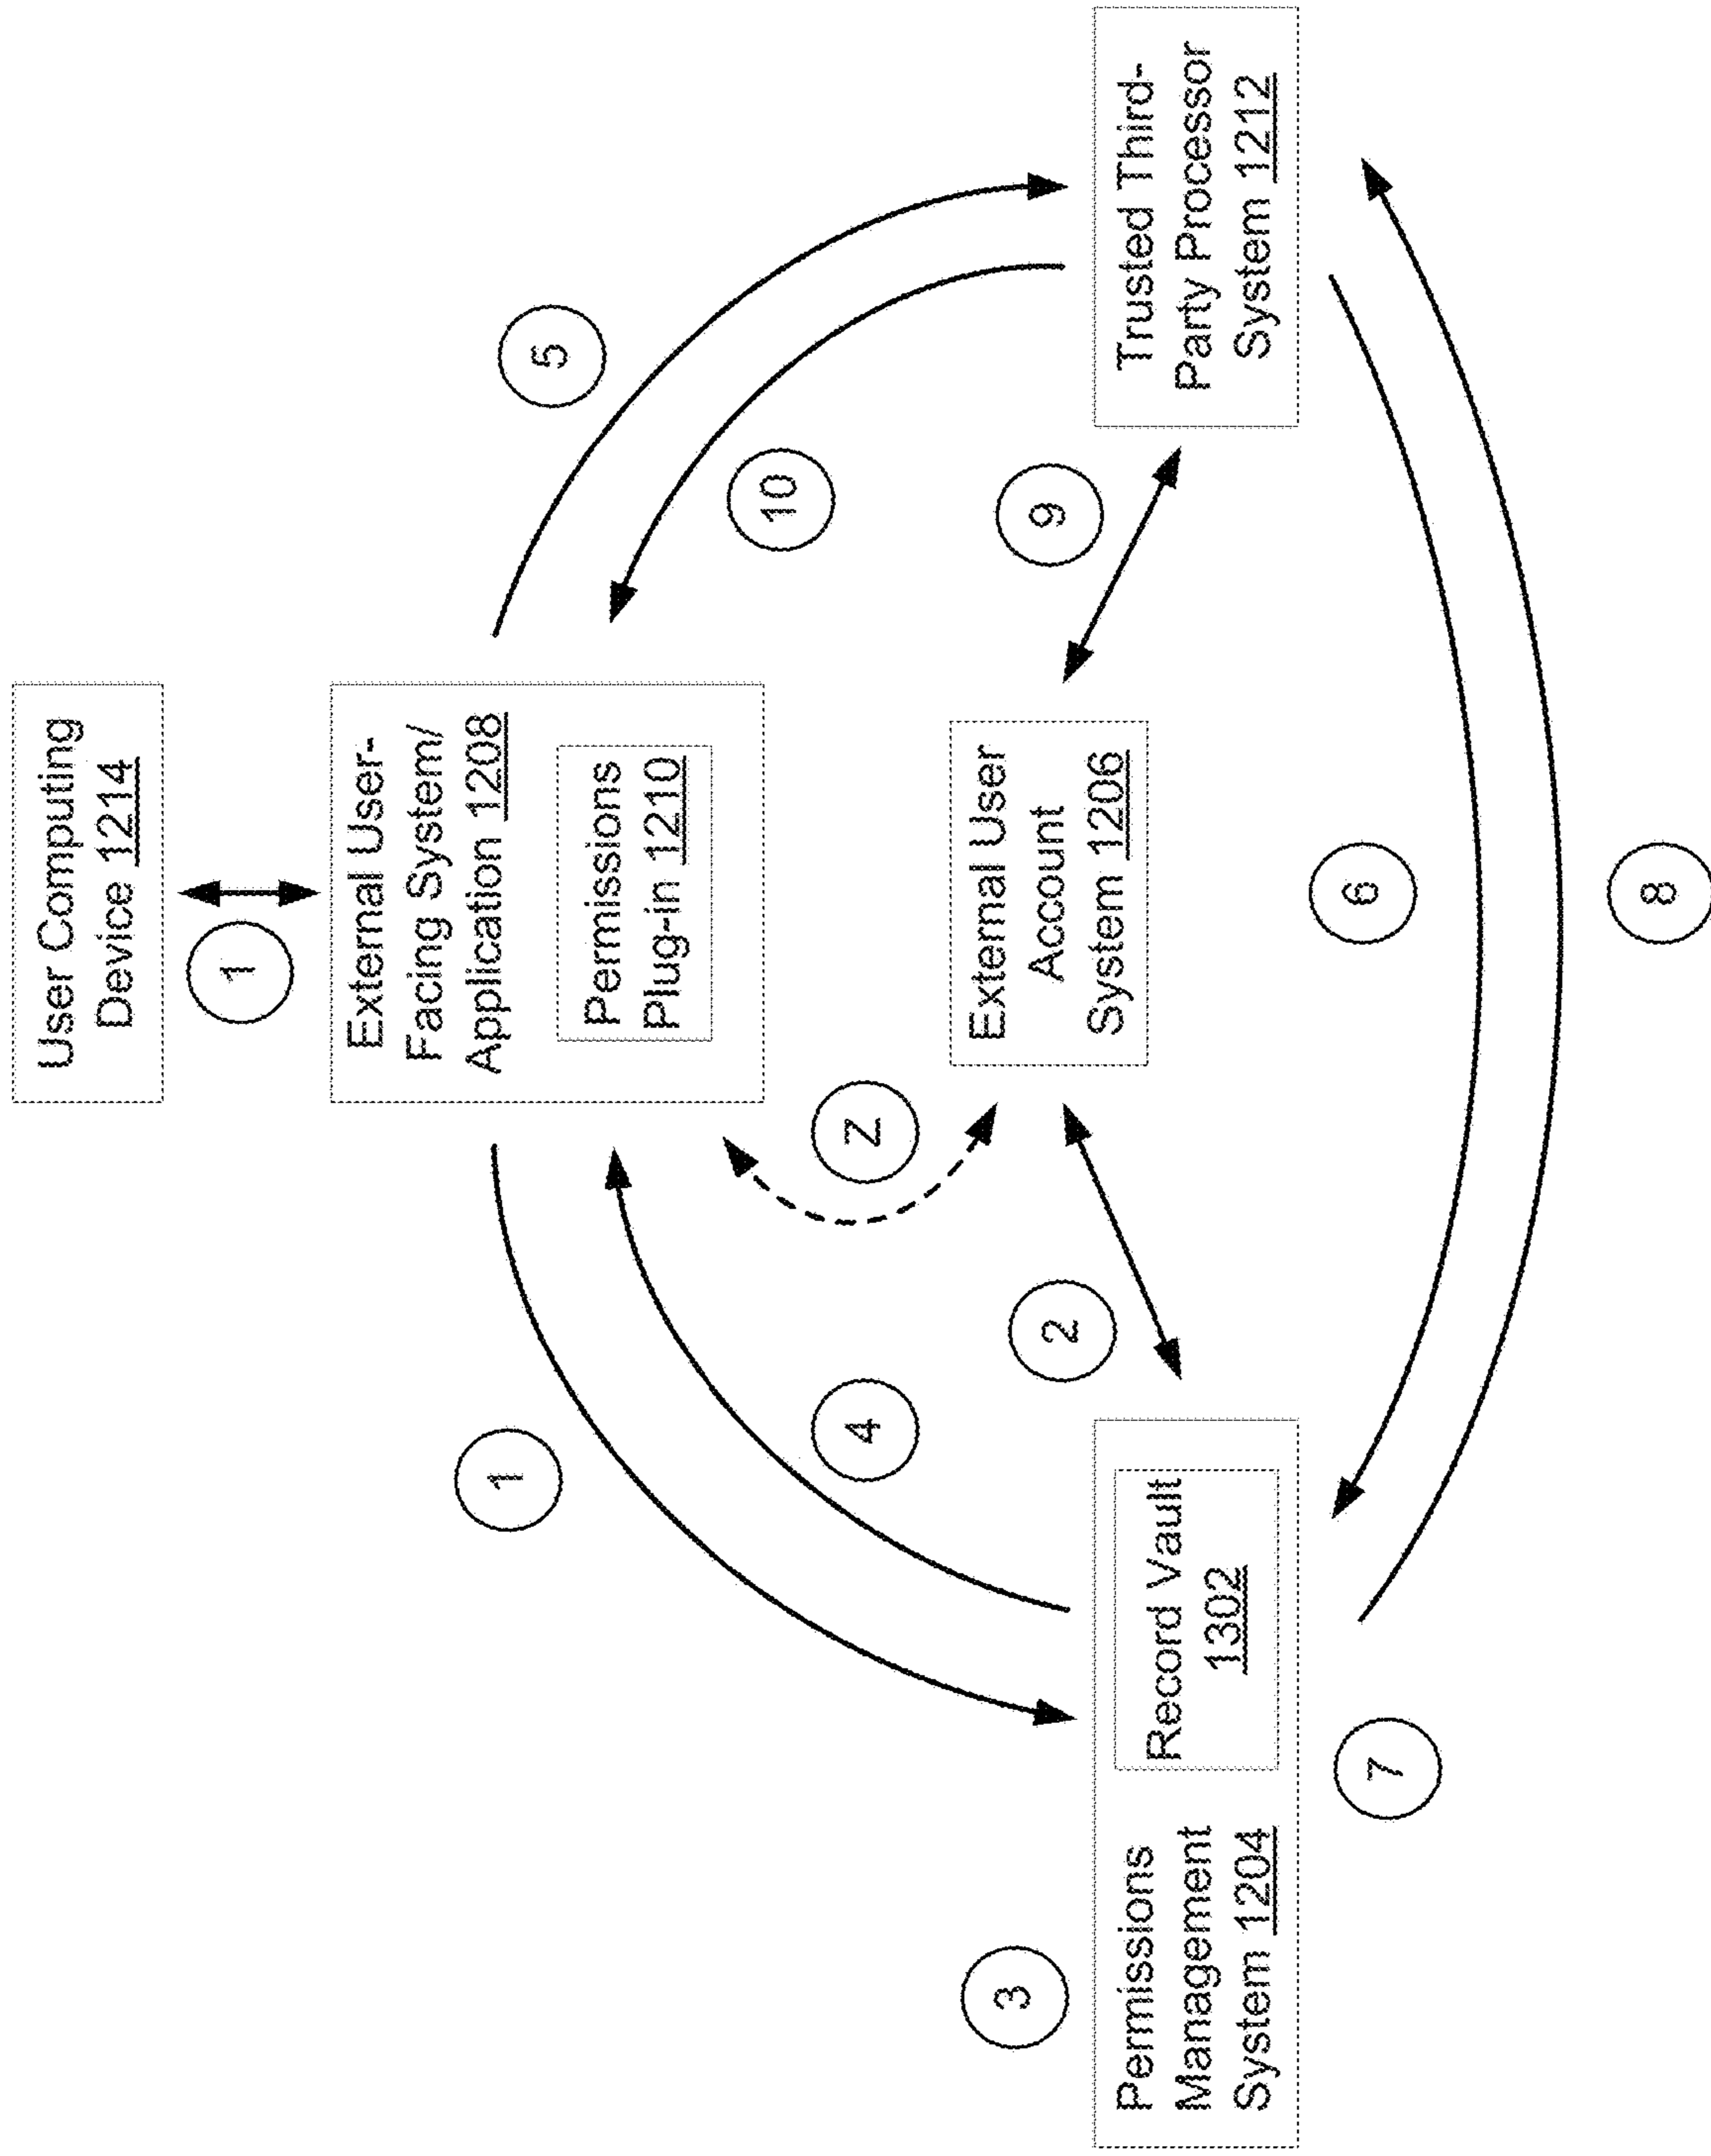 User Computing
Device 1214
1
External User-
Facing System/
Application 1208
Permissions
Plug-in 1210
1
5
4
Z
10
2
9
External User
Account
System 1206
3
Permissions
Management
System 1204
Record Vault
1302
Trusted Third-
Party Processor
System 1212
7
6
8